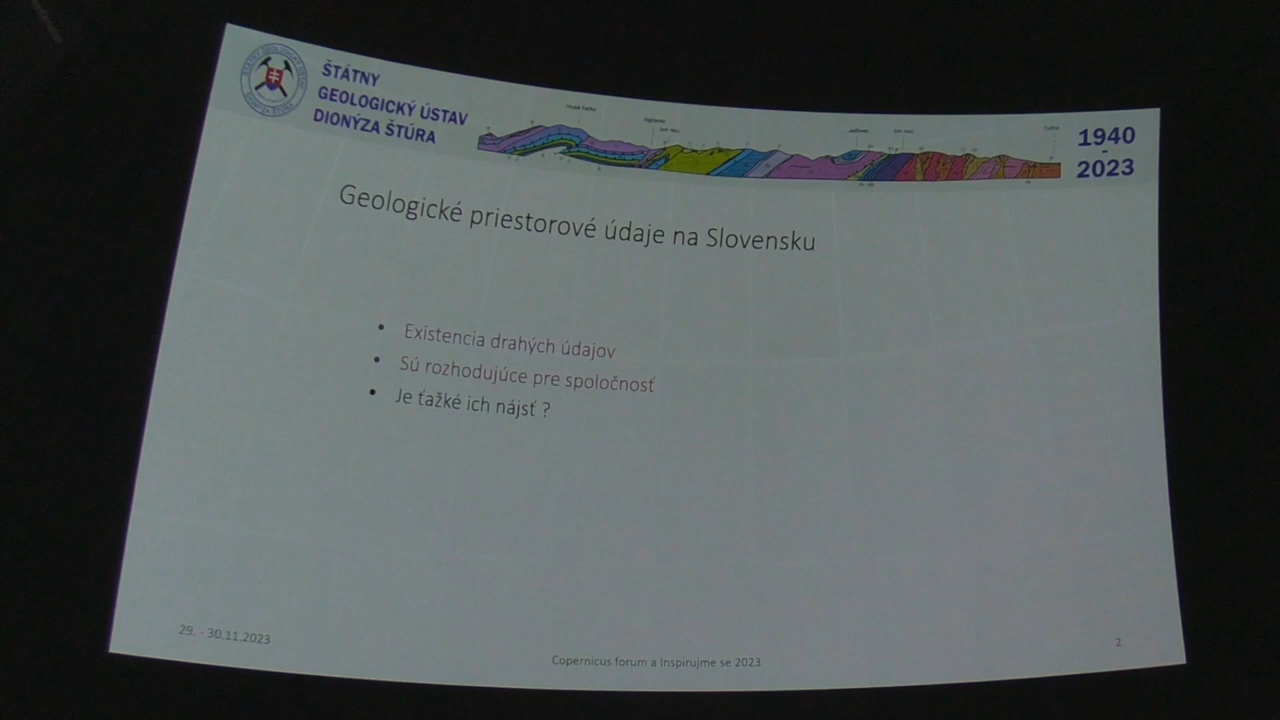 ŠTÁTNY
GEOLOGICKÝ ÚSTAV
DIONÝZA ŠTÚRA
1940
-
2023
Geologické priestorové údaje na Slovensku
• Existencia drahých údajov
• Sú rozhodujúce pre spoločnosť
• Je ťažké ich nájsť ?
29. - 30.11.2023
Copernicus forum a Inspirujme se 2023
2